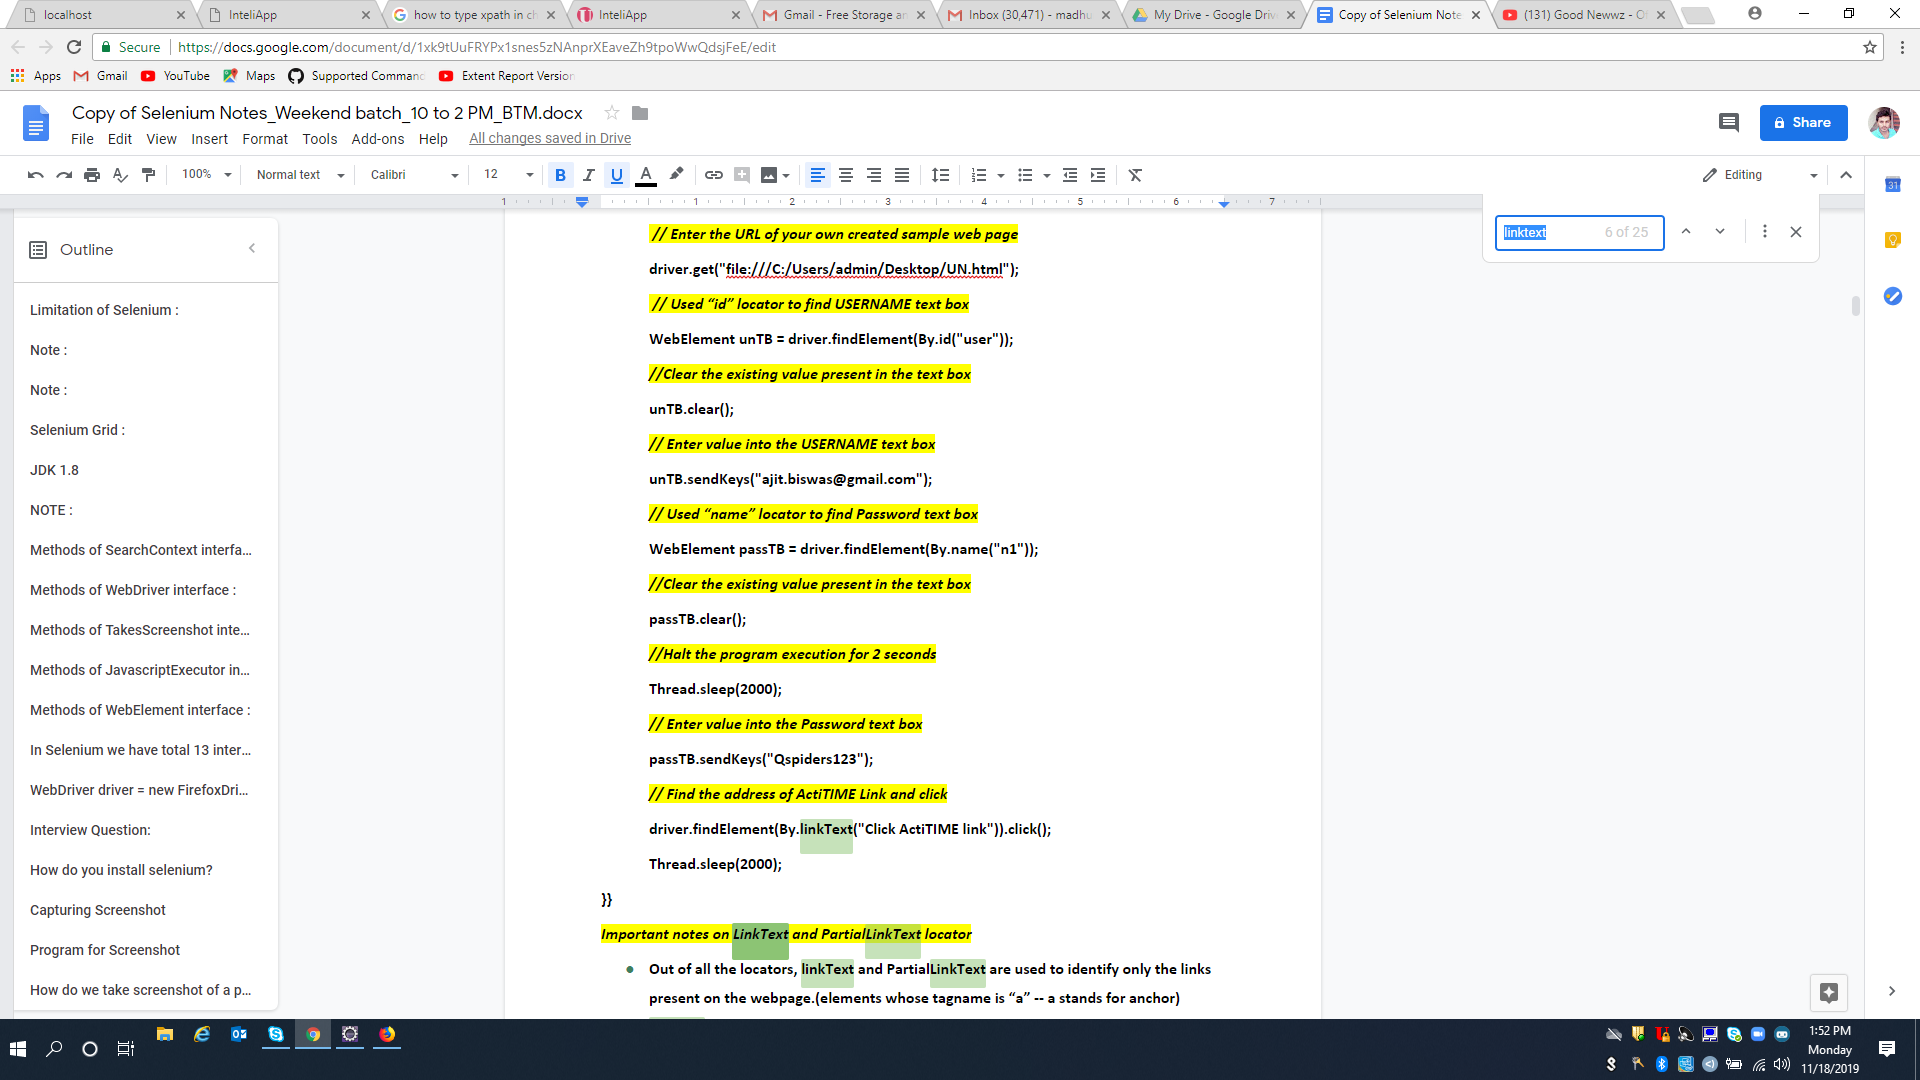 localhost
InteliApp
how to type xpath in ch
InteliApp
Gmail - Free Storage an
Inbox (30,471) - madhu
My Drive - Google Drive
Copy of Selenium Note
(131) Good Newwz - O
Secure
https://docs.google.com/document/d/1xk9tUuFRYPx1snes5zNAnprXEaveZh9tpoWwQdsjFeE/edit
Apps
Gmail
YouTube
Maps
Supported Comman
Extent Report Version
Copy of Selenium Notes_Weekend batch_10 to 2 PM_BTM.docx
File Edit View Insert Format Tools Add-ons Help All changes saved in Drive
Share
100% Normal text Calibri 12 B I U A
Editing
1 1 2 3 4 5 6 7
linktext 6 of 25
31
Outline
Limitation of Selenium :
Note :
Note :
Selenium Grid :
JDK 1.8
NOTE :
Methods of SearchContext interfa...
Methods of WebDriver interface :
Methods of TakesScreenshot inte...
Methods of JavascriptExecutor in...
Methods of WebElement interface :
In Selenium we have total 13 inter...
WebDriver driver = new FirefoxDri...
Interview Question:
How do you install selenium?
Capturing Screenshot
Program for Screenshot
How do we take screenshot of a p...
// Enter the URL of your own created sample web page
driver.get("file:///C:/Users/admin/Desktop/UN.html");
// Used “id” locator to find USERNAME text box
WebElement unTB = driver.findElement(By.id("user"));
//Clear the existing value present in the text box
unTB.clear();
// Enter value into the USERNAME text box
unTB.sendKeys("ajit.biswas@gmail.com");
// Used “name” locator to find Password text box
WebElement passTB = driver.findElement(By.name("n1"));
//Clear the existing value present in the text box
passTB.clear();
//Halt the program execution for 2 seconds
Thread.sleep(2000);
// Enter value into the Password text box
passTB.sendKeys("Qspiders123");
// Find the address of ActiTIME Link and click
driver.findElement(By.linkText("Click ActiTIME link")).click();
Thread.sleep(2000);
}}
Important notes on LinkText and PartialLinkText locator
● Out of all the locators, linkText and PartialLinkText are used to identify only the links
present on the webpage.(elements whose tagname is “a” -- a stands for anchor)
1:52 PM
Monday
11/18/2019